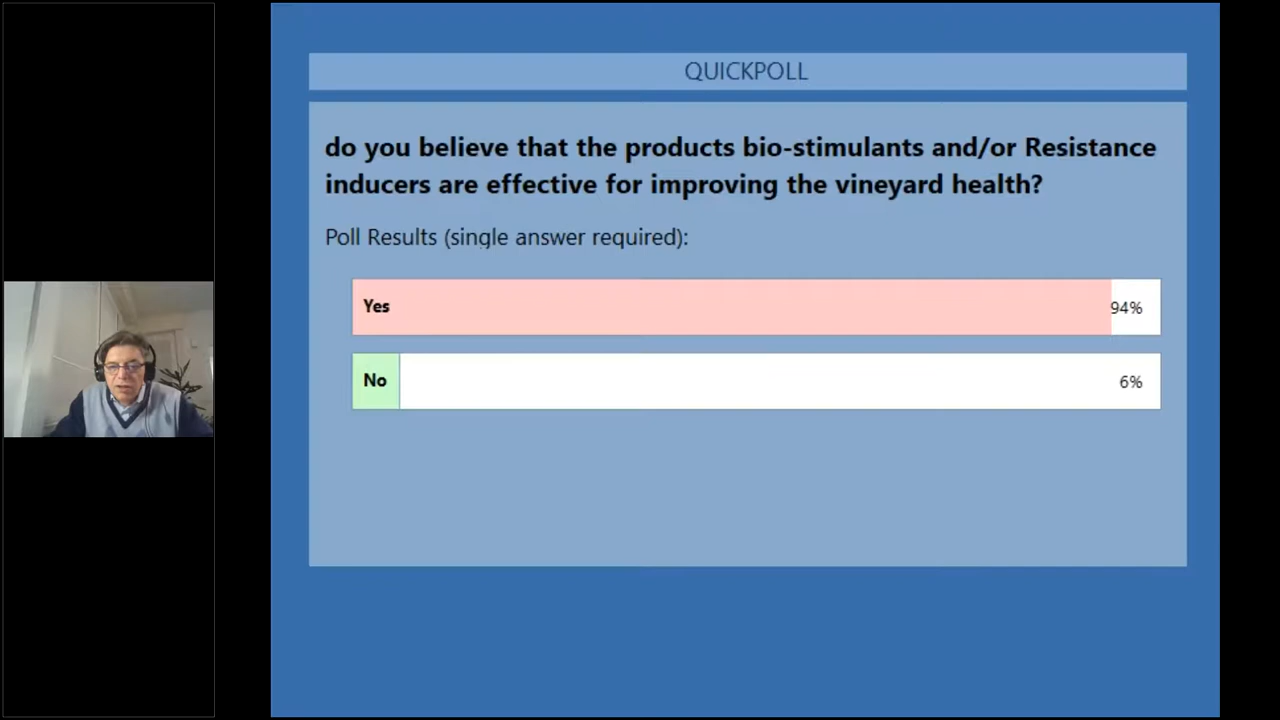 QUICKPOLL
do you believe that the products bio-stimulants and/or Resistance
inducers are effective for improving the vineyard health?
Poll Results (single answer required):
Yes 94%
No 6%